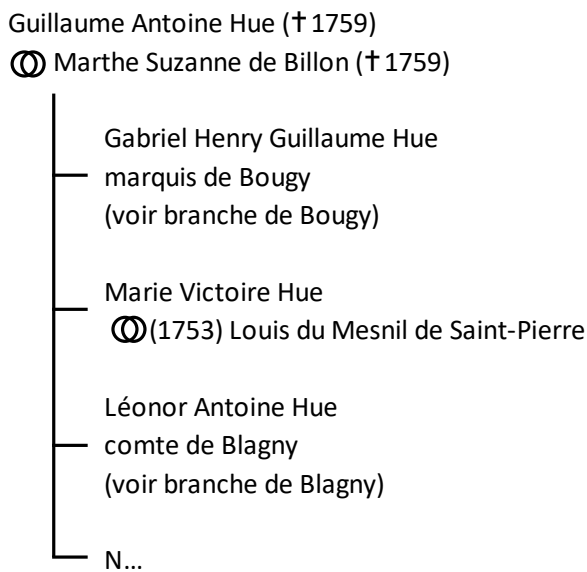 Guillaume Antoine Hue (✝1759)
Marthe Suzanne de Billon (✝1759)
Gabriel Henry Guillaume Hue
marquis de Bougy
(voir branche de Bougy)
Marie Victoire Hue
(1753) Louis du Mesnil de Saint-Pierre
Léonor Antoine Hue
comte de Blagny
(voir branche de Blagny)
N...